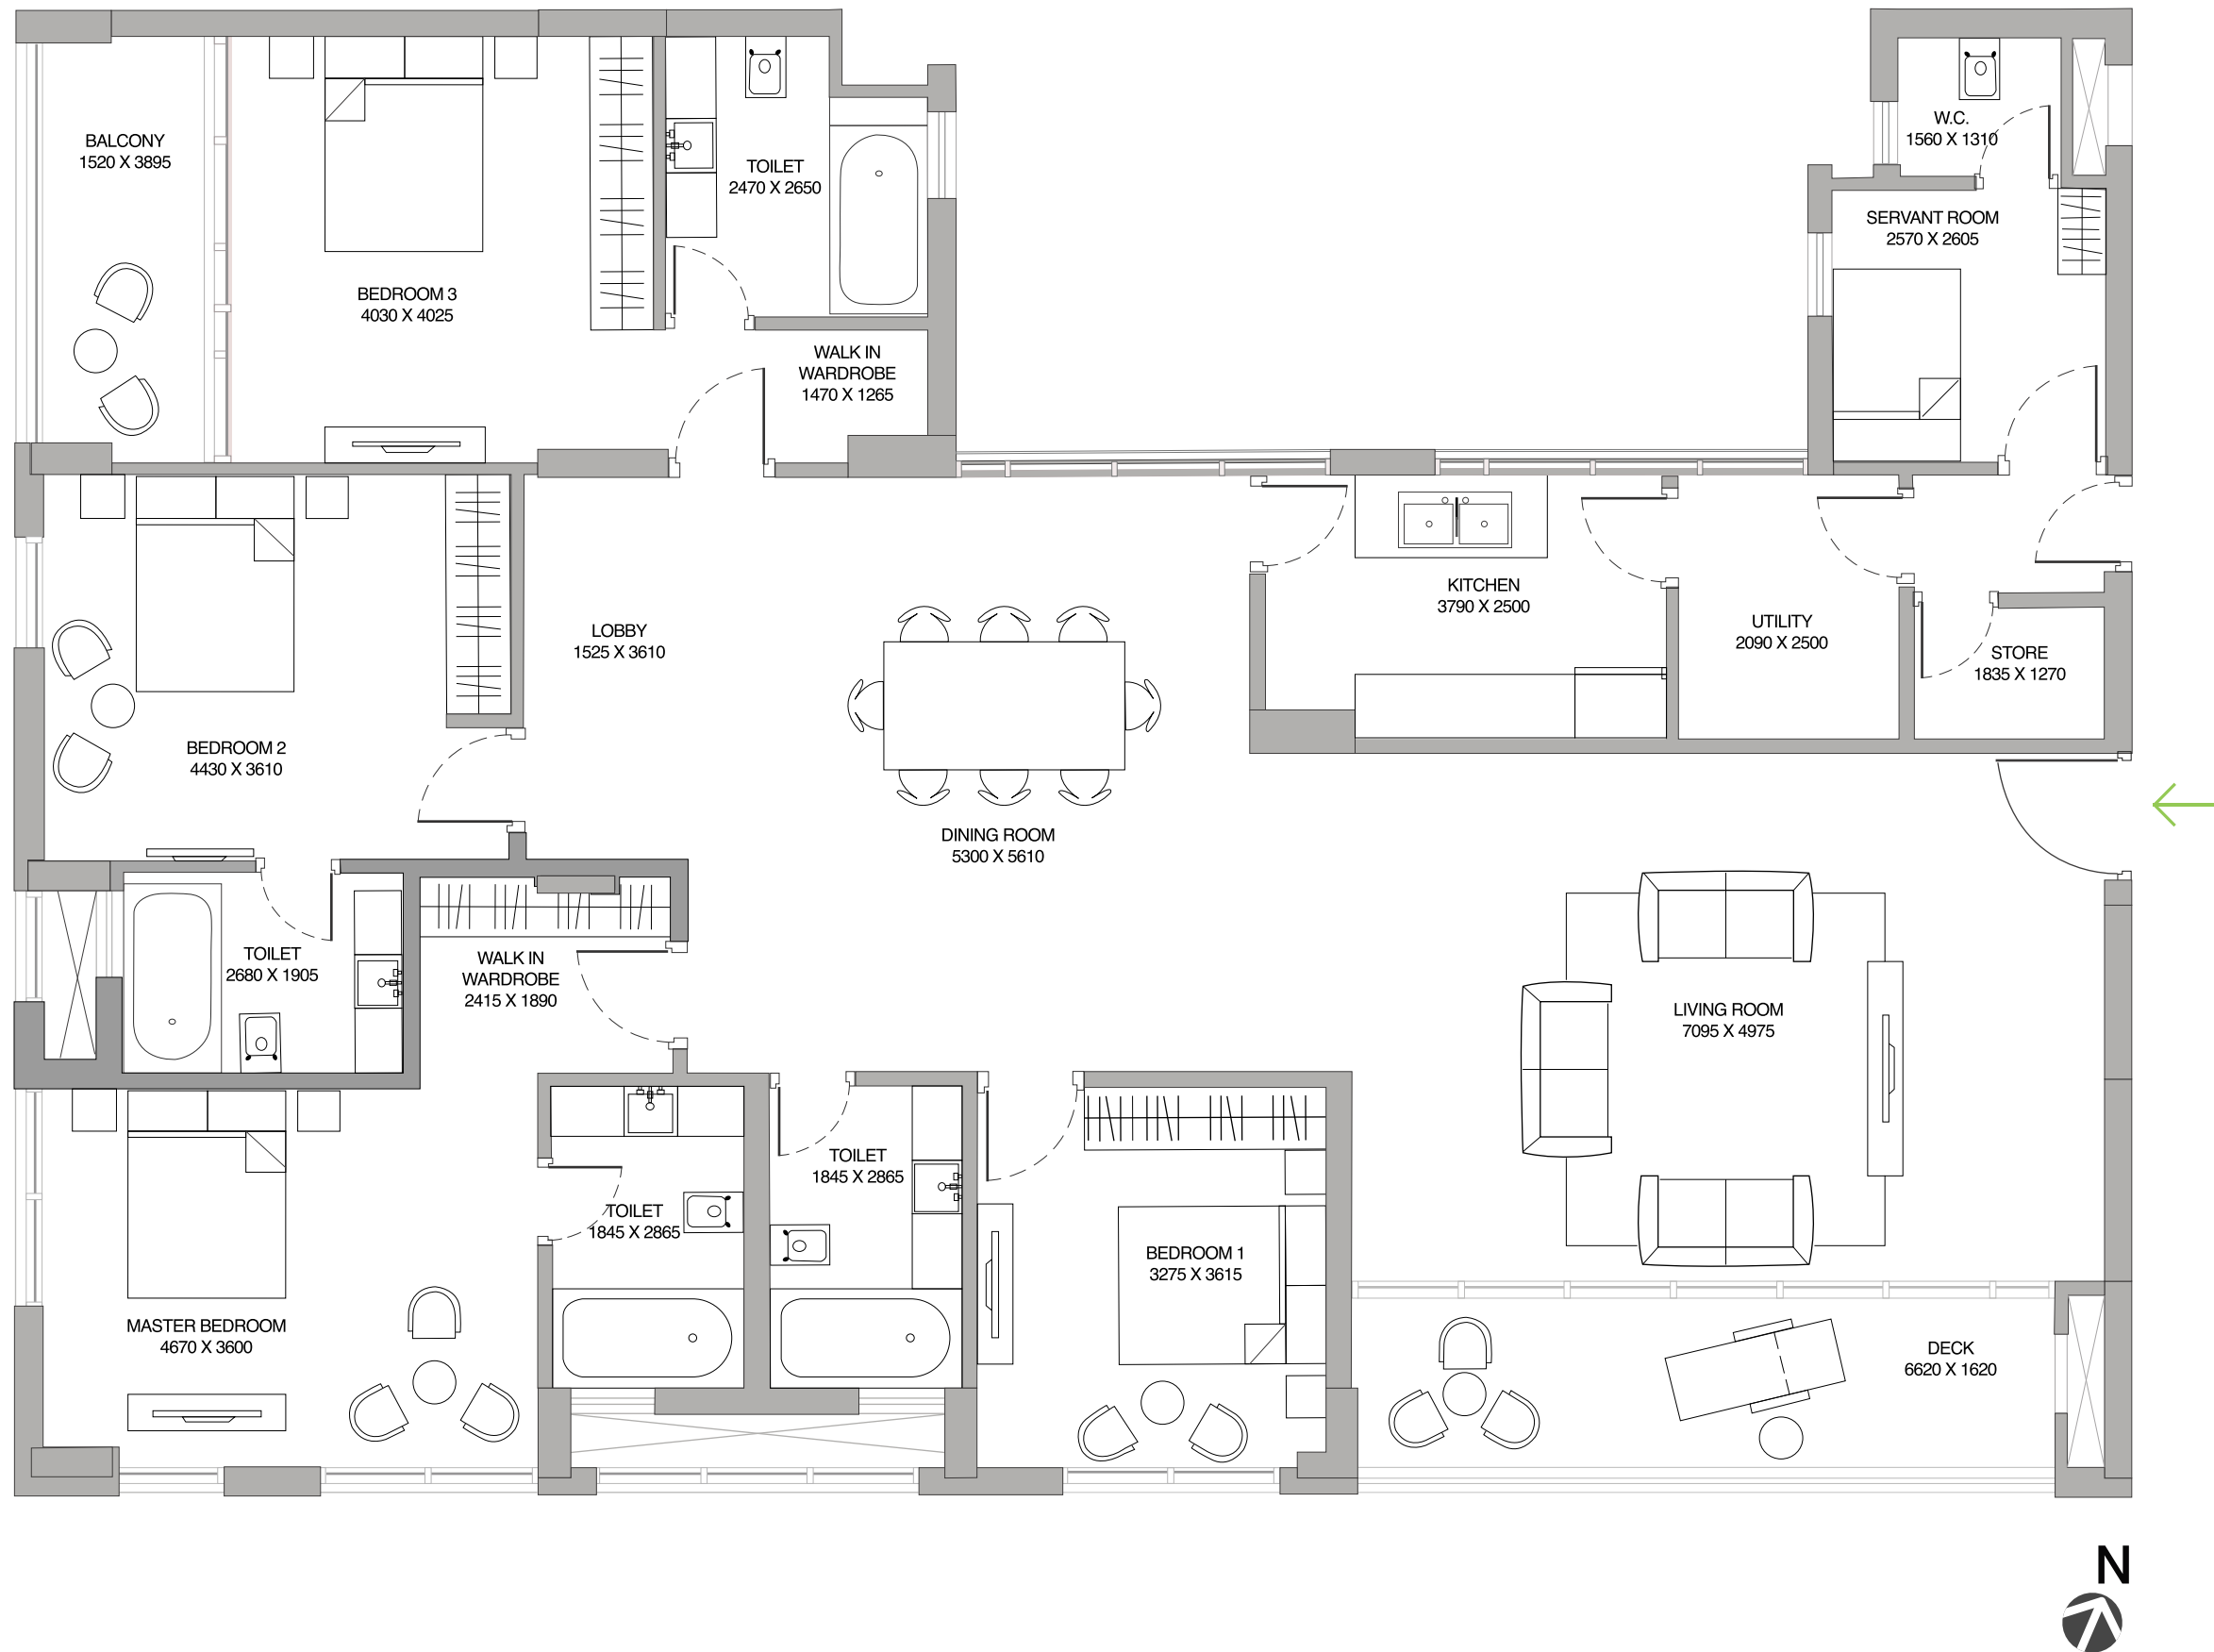 BALCONY
1520 X 3895
BEDROOM 3
4030 X 4025
TOILET
2470 X 2650
WALK IN
WARDROBE
1470 X 1265
W.C.
1560 X 1310
SERVANT ROOM
2570 X 2605
BEDROOM 2
4430 X 3610
LOBBY
1525 X 3610
DINING ROOM
5300 X 5610
KITCHEN
3790 X 2500
UTILITY
2090 X 2500
STORE
1835 X 1270
TOILET
2680 X 1905
WALK IN
WARDROBE
2415 X 1890
LIVING ROOM
7095 X 4975
MASTER BEDROOM
4670 X 3600
TOILET
1845 X 2865
TOILET
1845 X 2865
BEDROOM 1
3275 X 3615
DECK
6620 X 1620
N